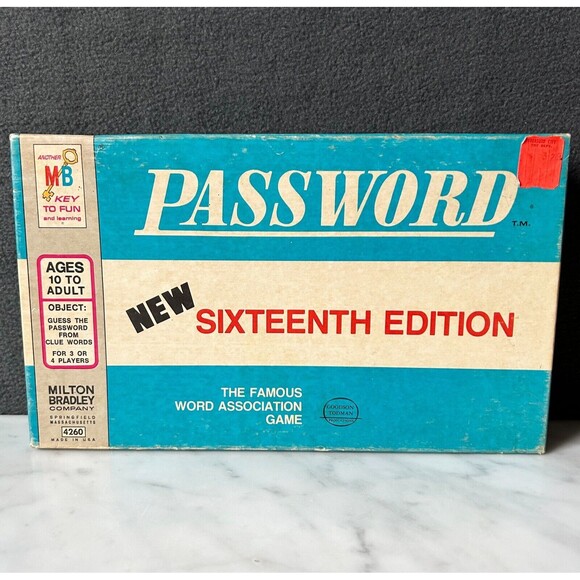 ANOTHER
MB
KEY
TO FUN
and learning
AGES
10 TO
ADULT
OBJECT:
GUESS THE
PASSWORD
FROM
CLUE WORDS
FOR 3 OR
4 PLAYERS
MILTON
BRADLEY
COMPANY
SPRINGFIELD
MASSACHUSETTS
4260
MADE IN U.S.A.
PASSWORD
T.M.
NEW
SIXTEENTH EDITION
THE FAMOUS
WORD ASSOCIATION
GAME
GOODSON
TODMAN